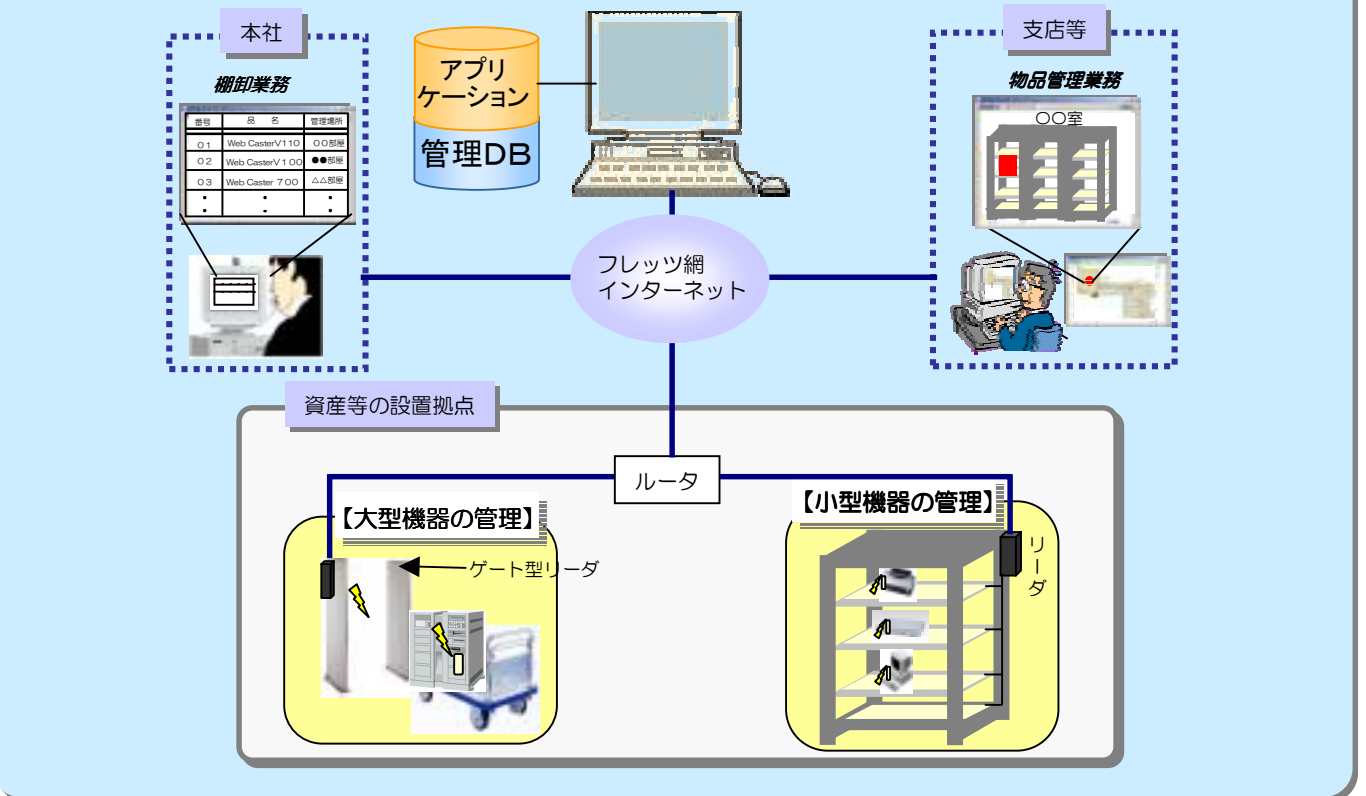 本社
棚卸業務
番号 品 名 管理場所
01 Web CasterV110 〇〇部屋
02 Web CasterV100 ●●部屋
03 Web Caster 700 △△部屋
： ： ：
アプリ
ケーション
管理DB
支店等
物品管理業務
〇〇室
フレッツ網
インターネット
資産等の設置拠点
ルータ
【大型機器の管理】
ゲート型リーダ
【小型機器の管理】
リーダ